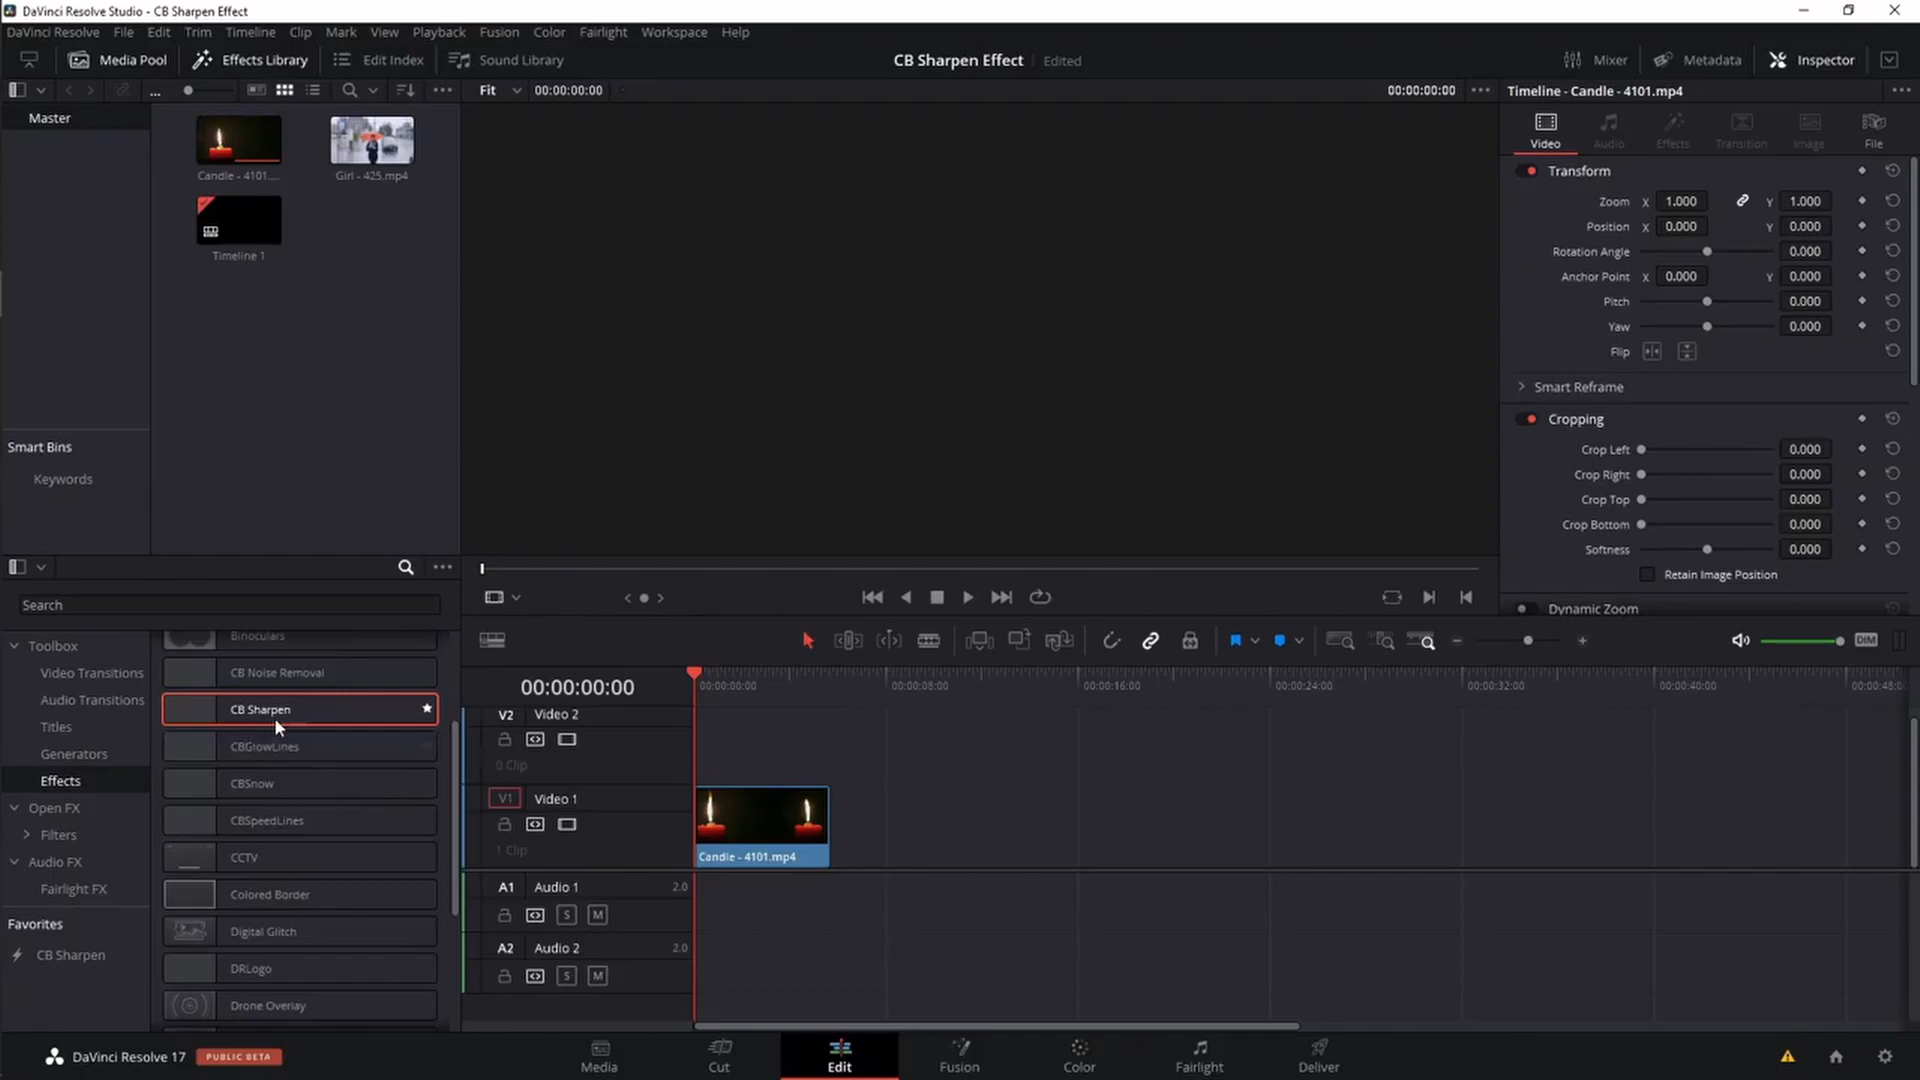 DaVinci Resolve Studio - CB Sharpen Effect
DaVinci Resolve File Edit Trim Timeline Clip Mark View Playback Fusion Color Fairlight Workspace Help
Media Pool Effects Library Edit Index Sound Library CB Sharpen Effect Edited Mixer Metadata Inspector
... Fit 00:00:00:00 00:00:00:00 Timeline - Candle - 4101.mp4
Master
Candle - 4101....
Girl - 425.mp4
Timeline 1
Smart Bins
Keywords
Video Audio Effects Transition Image File
Transform
Zoom X 1.000 Y 1.000
Position X 0.000 Y 0.000
Rotation Angle 0.000
Anchor Point X 0.000 Y 0.000
Pitch 0.000
Yaw 0.000
Flip
Smart Reframe
Cropping
Crop Left 0.000
Crop Right 0.000
Crop Top 0.000
Crop Bottom 0.000
Softness 0.000
Retain Image Position
Dynamic Zoom
Search
Toolbox
Video Transitions
Audio Transitions
Titles
Generators
Effects
Open FX
Filters
Audio FX
Fairlight FX
Favorites
CB Sharpen
Binoculars
CB Noise Removal
CB Sharpen
CBGlowLines
CBSnow
CBSpeedLines
CCTV
Colored Border
Digital Glitch
DRLogo
Drone Overlay
DIM
00:00:00:00
00:00:00:00 00:00:08:00 00:00:16:00 00:00:24:00 00:00:32:00 00:00:40:00 00:00:48:0
V2 Video 2
0 Clip
V1 Video 1
1 Clip
Candle - 4101.mp4
A1 Audio 1 2.0
S M
A2 Audio 2 2.0
S M
DaVinci Resolve 17 PUBLIC BETA
Media Cut Edit Fusion Color Fairlight Deliver